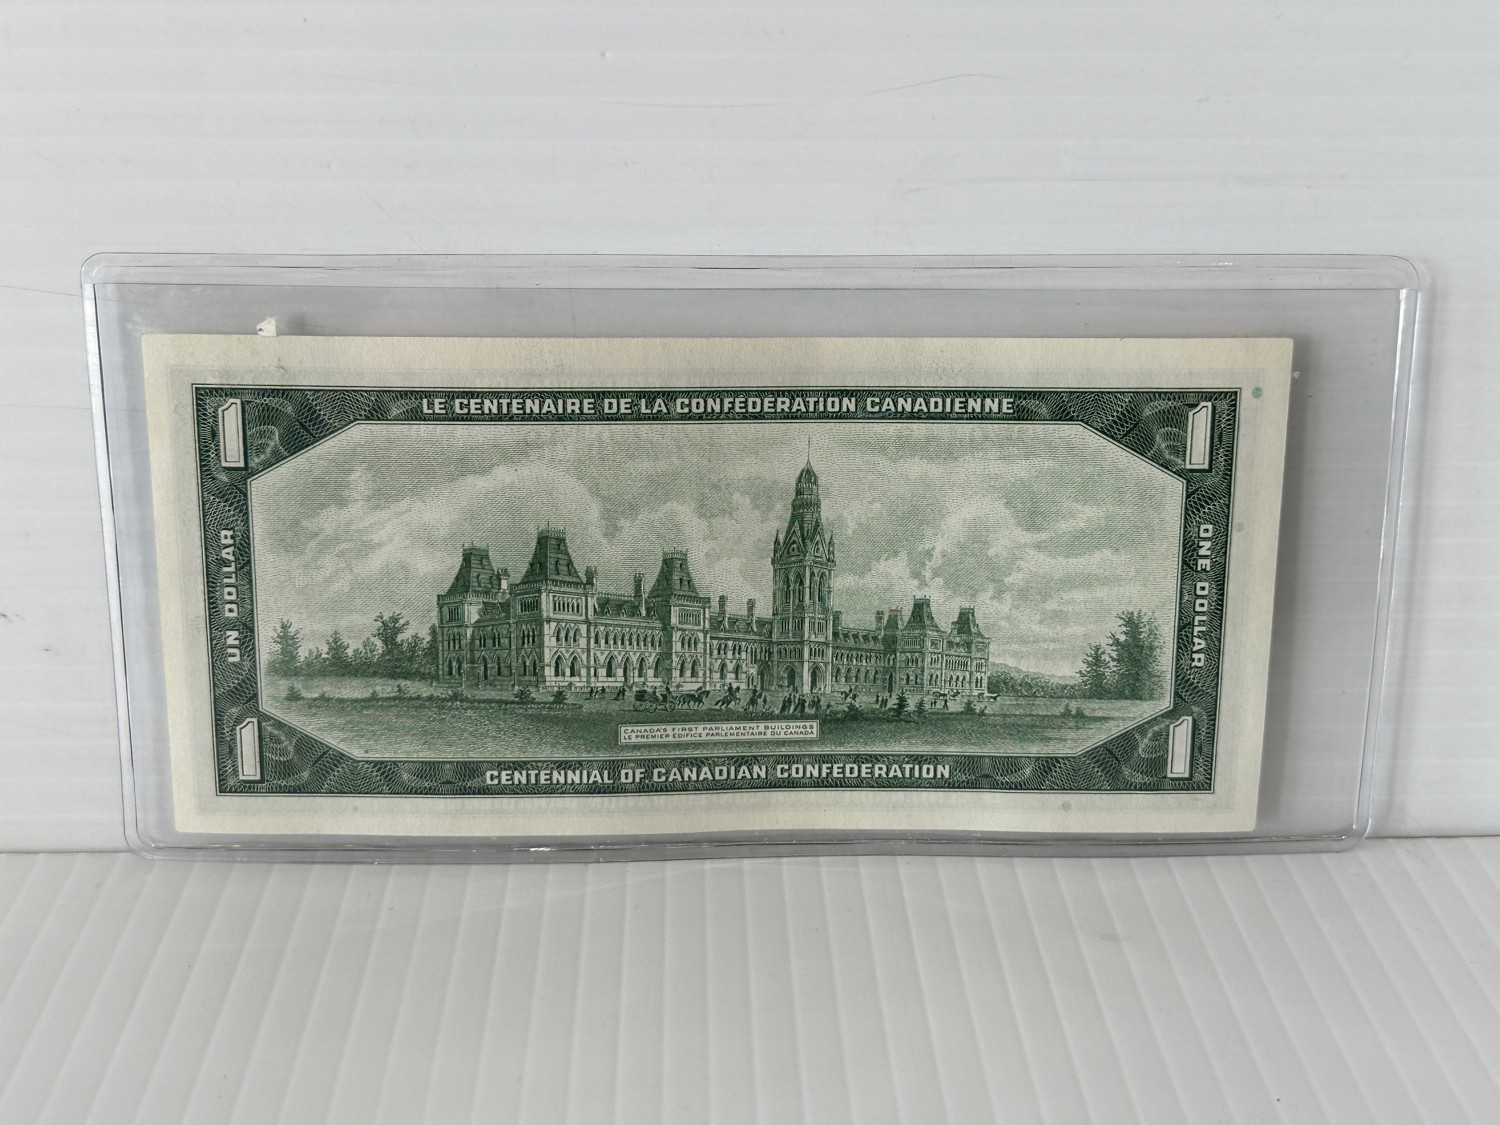 LE CENTENAIRE DE LA CONFÉDÉRATION CANADIENNE
1
1
UN DOLLAR
ONE DOLLAR
CANADA'S FIRST PARLIAMENT BUILDINGS
LE PREMIER EDIFICE PARLEMENTAIRE DU CANADA
1
1
CENTENNIAL OF CANADIAN CONFEDERATION